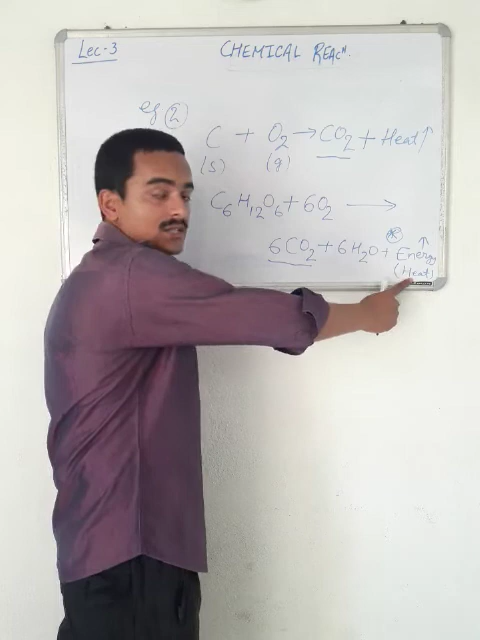 Lec-3
CHEMICAL REACⁿ.
eg ②
C + O₂ → CO₂ + Heat↑
(s) (g)
C₆H₁₂O₆ + 6O₂ →
6CO₂ + 6H₂O + Energy↑
(Heat)